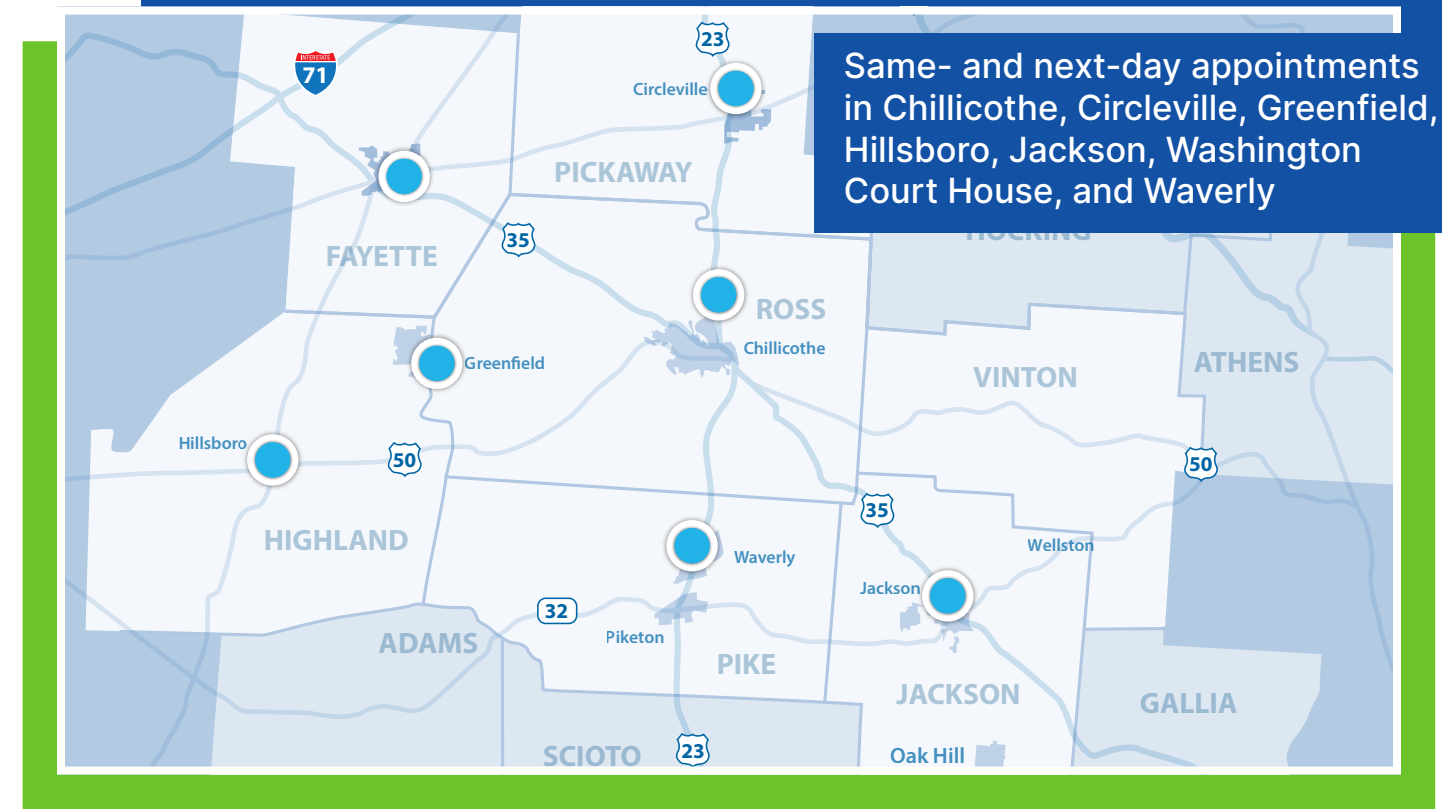 Same- and next-day appointments
in Chillicothe, Circleville, Greenfield,
Hillsboro, Jackson, Washington
Court House, and Waverly
23
INTERSTATE
71
Circleville
PICKAWAY
HOCKING
35
FAYETTE
ROSS
Chillicothe
Greenfield
VINTON
ATHENS
Hillsboro
50
50
35
HIGHLAND
Wellston
Waverly
Jackson
32
Piketon
ADAMS
PIKE
JACKSON
GALLIA
23
SCIOTO
Oak Hill